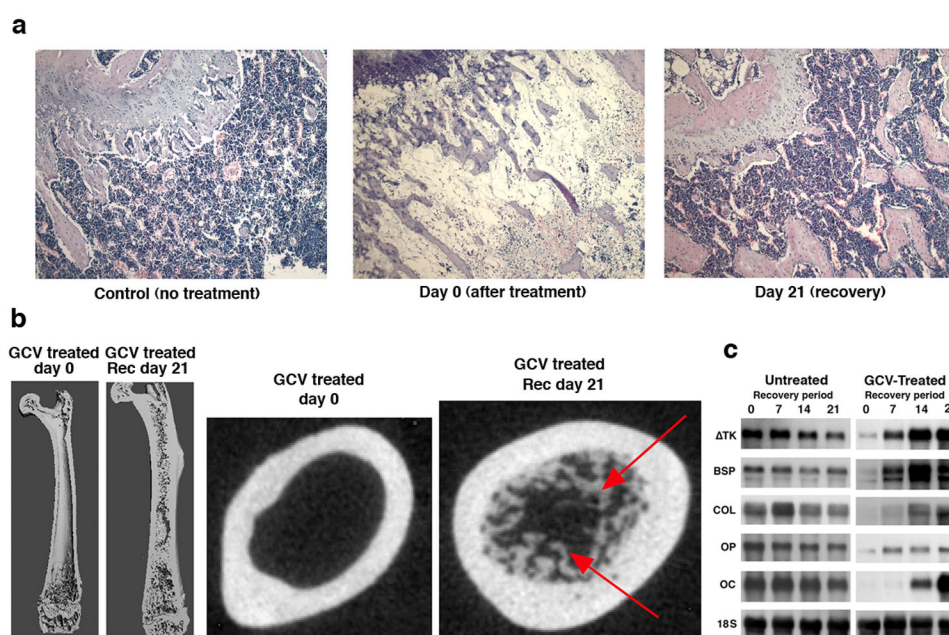 a
Control (no treatment)
Day 0 (after treatment)
Day 21 (recovery)
b
GCV treated
day 0
GCV treated
Rec day 21
GCV treated
day 0
GCV treated
Rec day 21
c
Untreated
Recovery period
0 7 14 21
GCV-Treated
Recovery period
0 7 14 2
ΔTK
BSP
COL
OP
OC
18S